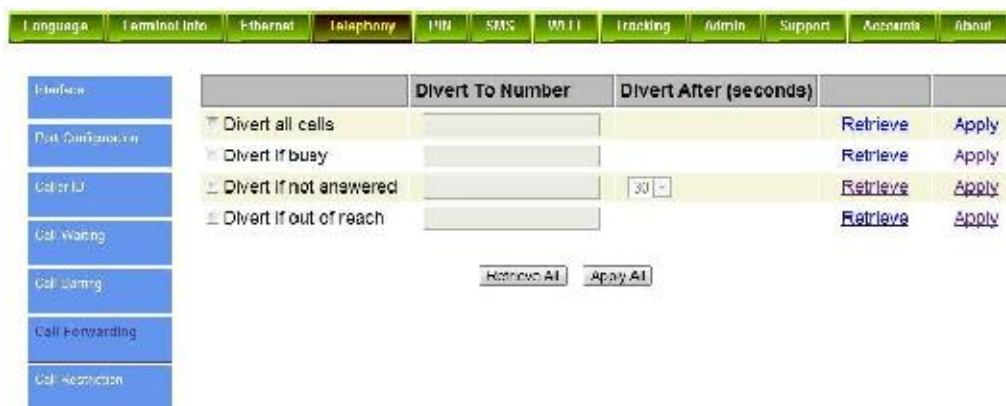 Language Terminal Info Ethernet Telephony PIN SMS Tracking Admin Support Accounts About
Interface
Port Configuration
Caller ID
Call Waiting
Call Barring
Call Forwarding
Call Restriction
Divert To Number Divert After (seconds)
Divert all calls Retrieve Apply
Divert if busy Retrieve Apply
Divert if not answered 30 Retrieve Apply
Divert if out of reach Retrieve Apply
Retrieve All Apply All